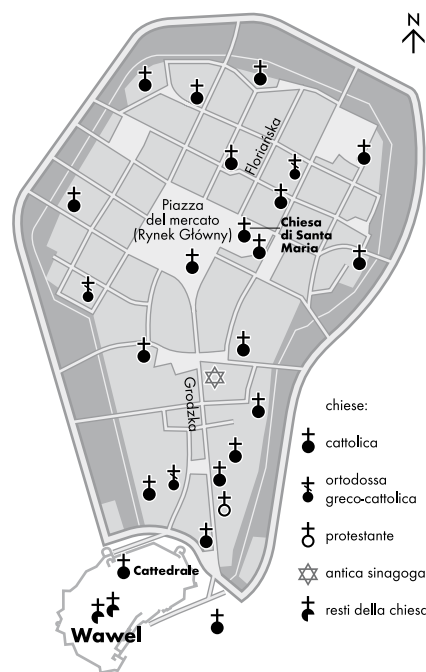 N
Floriańska
Piazza
del mercato
(Rynek Główny)
Chiesa
di Santa
Maria
Grodzka
chiese:
cattolica
ortodossa
greco-cattolica
protestante
antica sinagoga
resti della chiesa
Cattedrale
Wawel